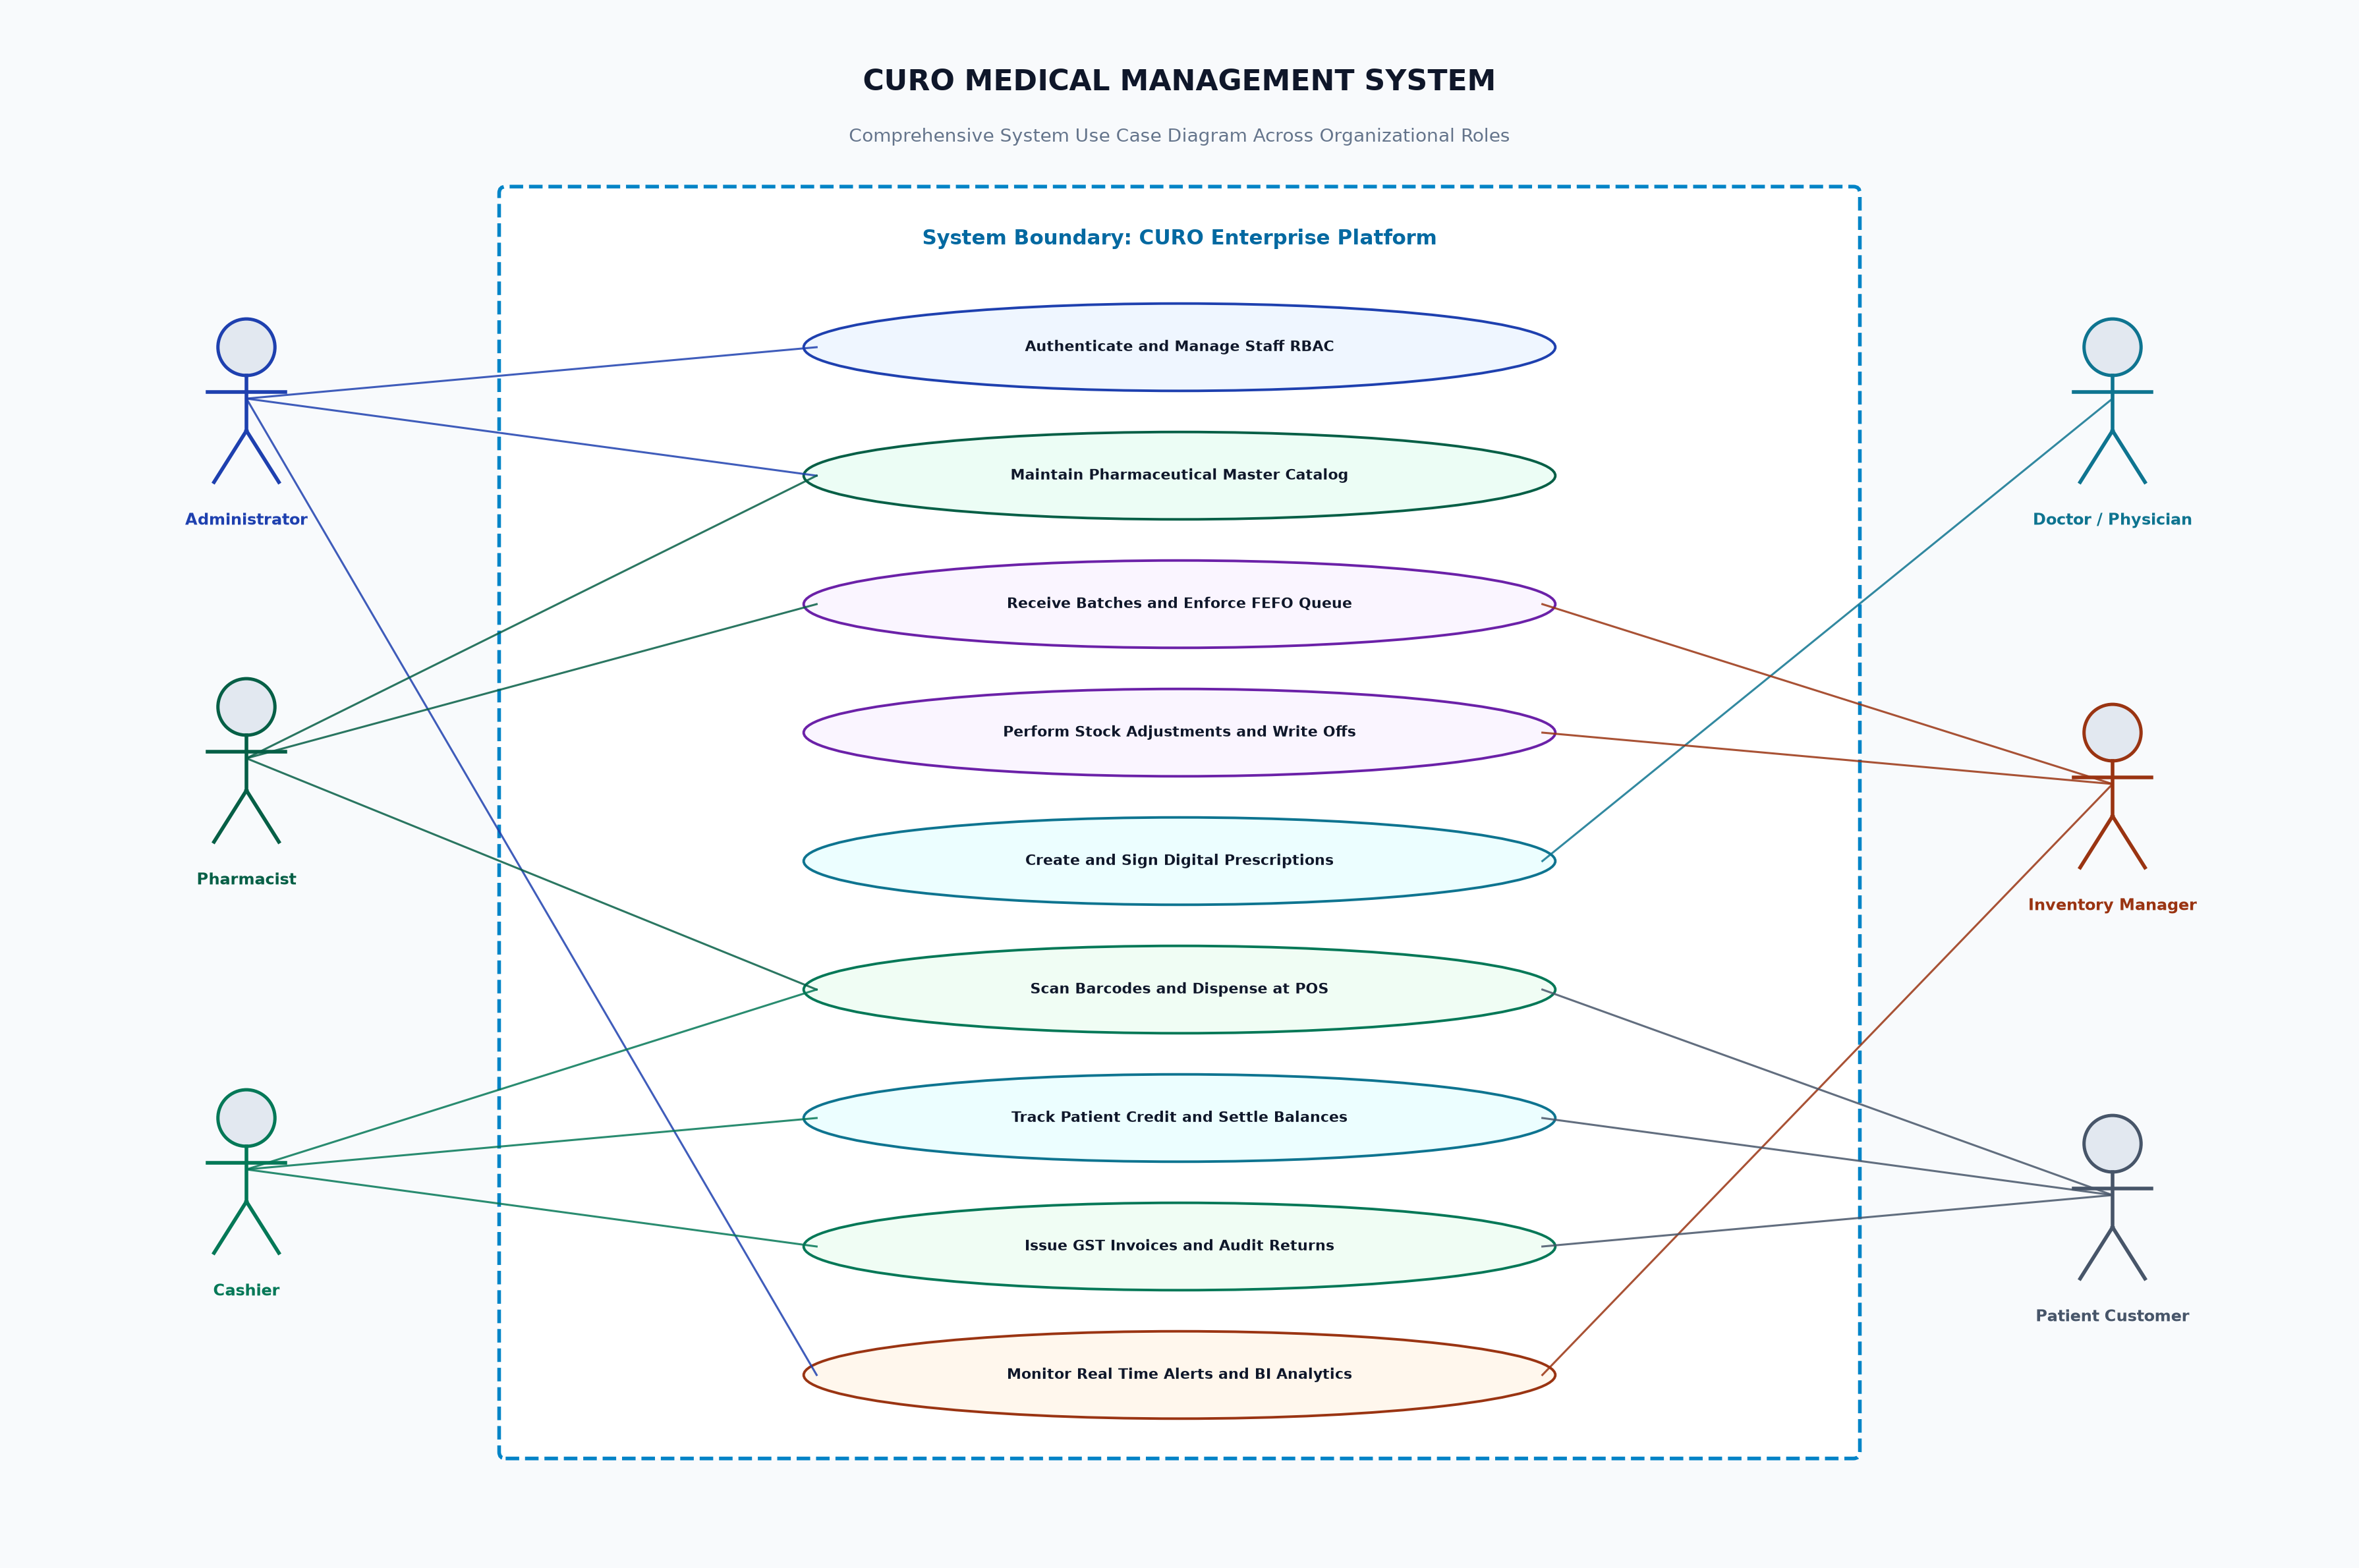 CURO MEDICAL MANAGEMENT SYSTEM
Comprehensive System Use Case Diagram Across Organizational Roles
System Boundary: CURO Enterprise Platform
Authenticate and Manage Staff RBAC
Maintain Pharmaceutical Master Catalog
Receive Batches and Enforce FEFO Queue
Perform Stock Adjustments and Write Offs
Create and Sign Digital Prescriptions
Scan Barcodes and Dispense at POS
Track Patient Credit and Settle Balances
Issue GST Invoices and Audit Returns
Monitor Real Time Alerts and BI Analytics
Administrator
Pharmacist
Cashier
Doctor / Physician
Inventory Manager
Patient Customer